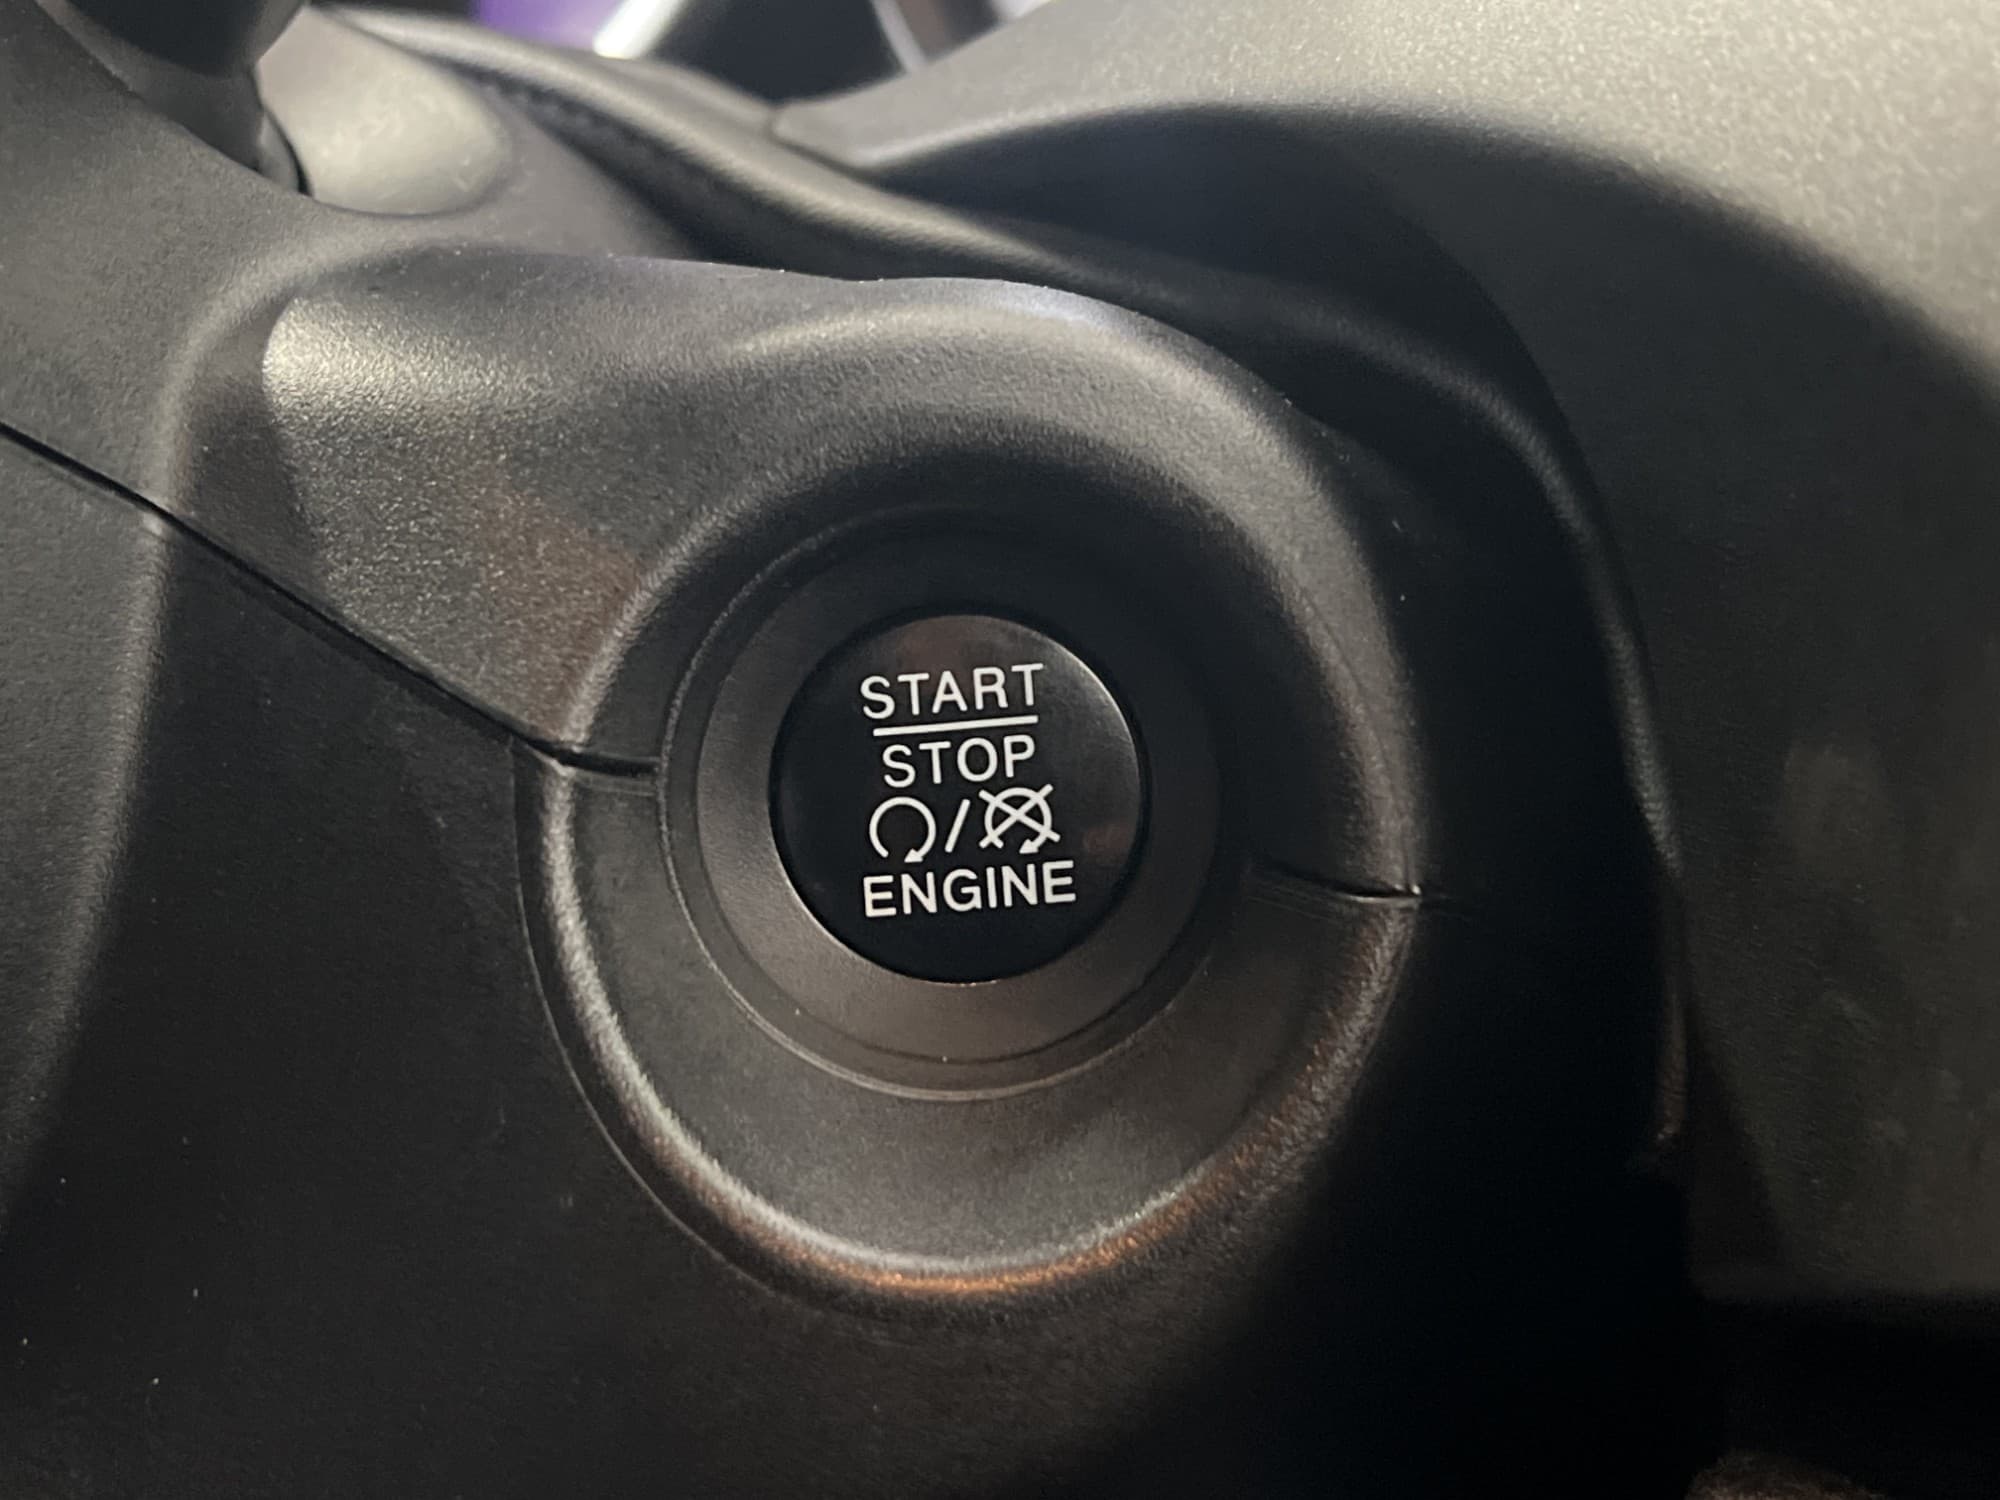 START
STOP
/
ENGINE